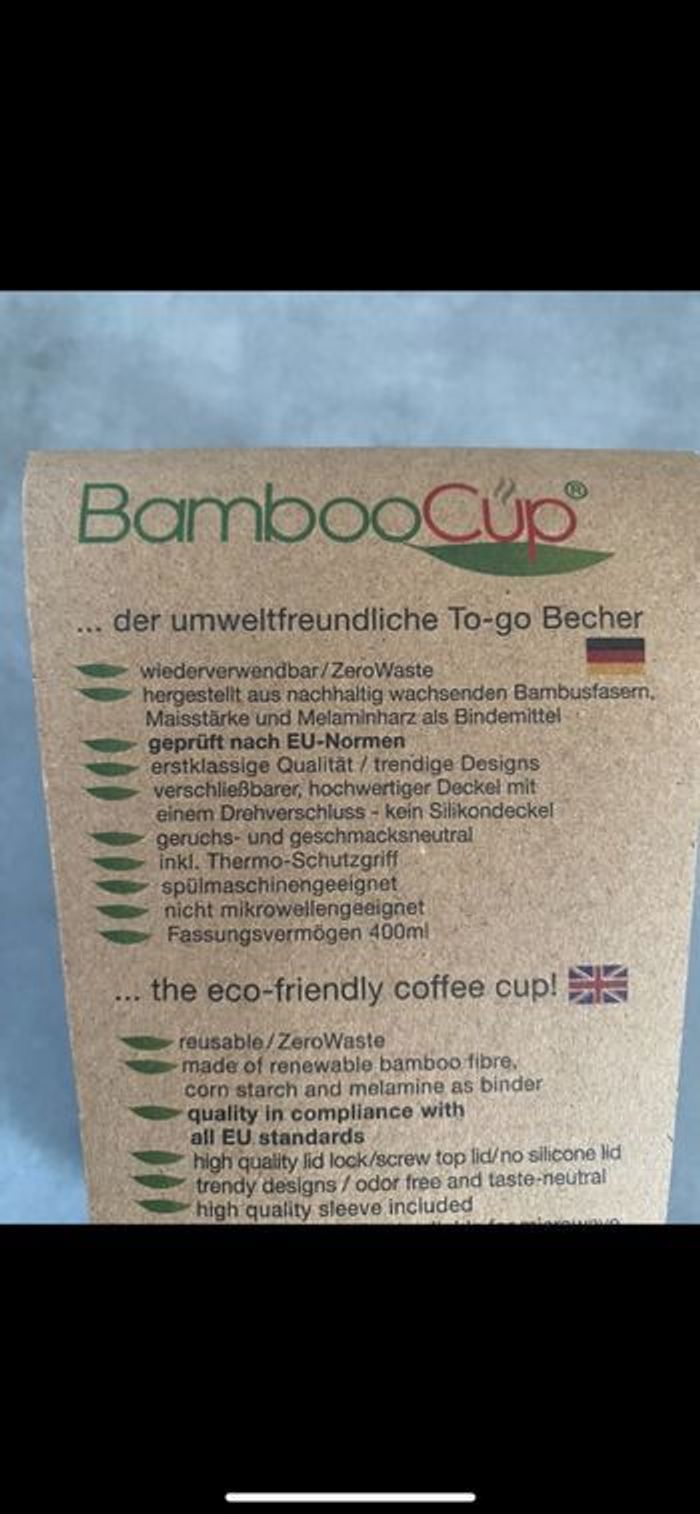 BambooCup®
... der umweltfreundliche To-go Becher
wiederverwendbar/ZeroWaste
hergestellt aus nachhaltig wachsenden Bambusfasern,
Maisstärke und Melaminharz als Bindemittel
geprüft nach EU-Normen
erstklassige Qualität / trendige Designs
verschließbarer, hochwertiger Deckel mit
einem Drehverschluss - kein Silikondeckel
geruchs- und geschmacksneutral
inkl. Thermo-Schutzgriff
spülmaschinengeeignet
nicht mikrowellengeeignet
Fassungsvermögen 400ml
... the eco-friendly coffee cup!
reusable/ZeroWaste
made of renewable bamboo fibre,
corn starch and melamine as binder
quality in compliance with
all EU standards
high quality lid lock/screw top lid/no silicone lid
trendy designs / odor free and taste-neutral
high quality sleeve included